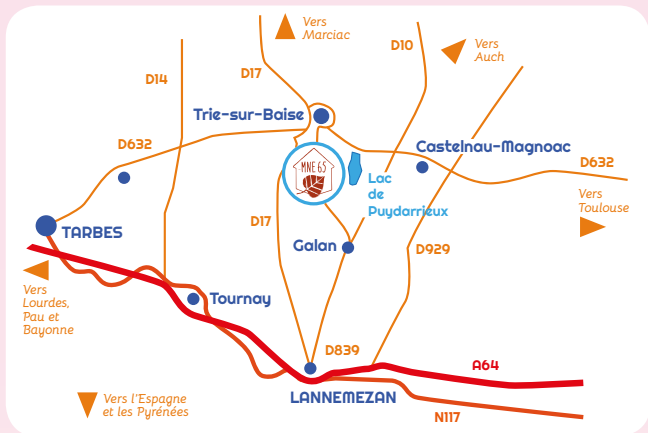 Vers
Marciac
D10
Vers
Auch
D14
D17
Trie-sur-Baise
D632
Castelnau-Magnoac
D632
MNE 65
Lac
de
Puydarrieux
Vers
Toulouse
TARBES
D17
Galan
D929
Vers
Lourdes,
Pau et
Bayonne
Tournay
D839
A64
LANNEMEZAN
Vers l'Espagne
et les Pyrénées
N117